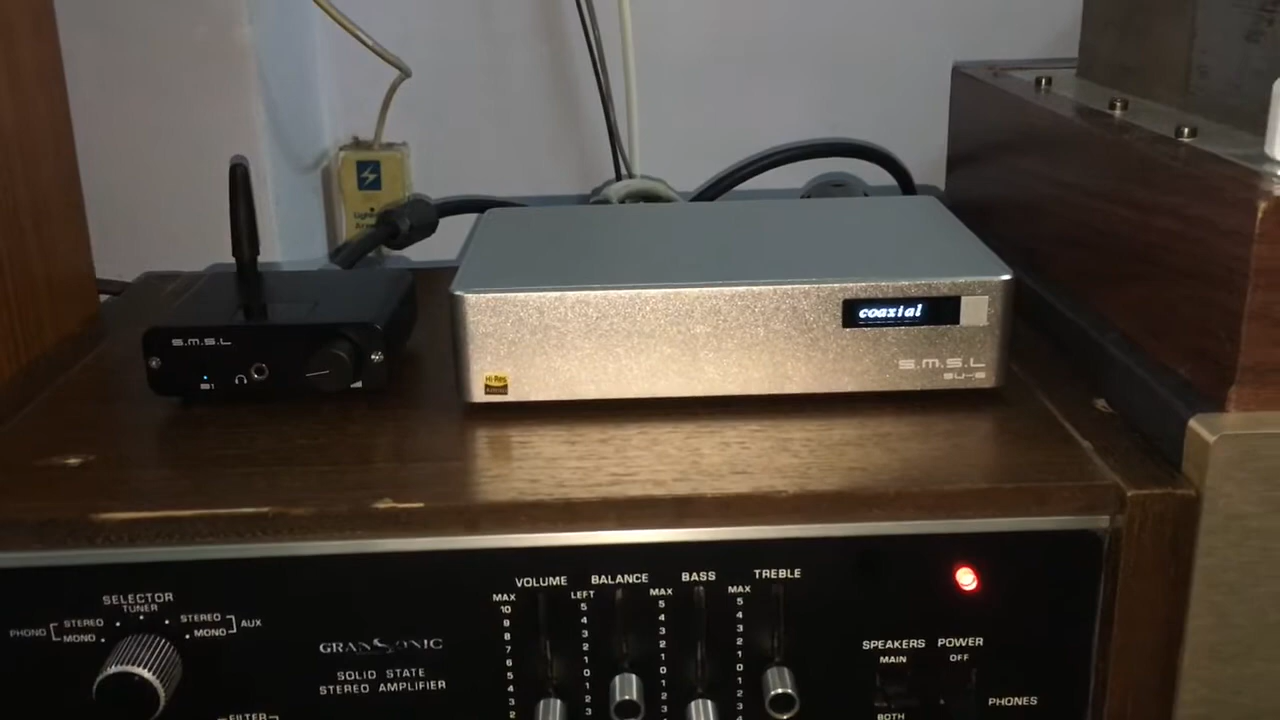 coaxial
S.M.S.L
S.M.S.L
SU-8
Hi-Res
AUDIO
SELECTOR
TUNER
PHONO
STEREO
MONO
STEREO
MONO
AUX
GRANSONIC
SOLID STATE
STEREO AMPLIFIER
FILTER
VOLUME
BALANCE
BASS
TREBLE
MAX
LEFT
MAX
MAX
10
9
8
7
6
5
4
3
2
5
4
3
2
1
0
1
2
3
5
4
3
2
1
0
1
2
3
5
4
3
2
1
0
1
2
3
SPEAKERS
POWER
MAIN
OFF
BOTH
PHONES